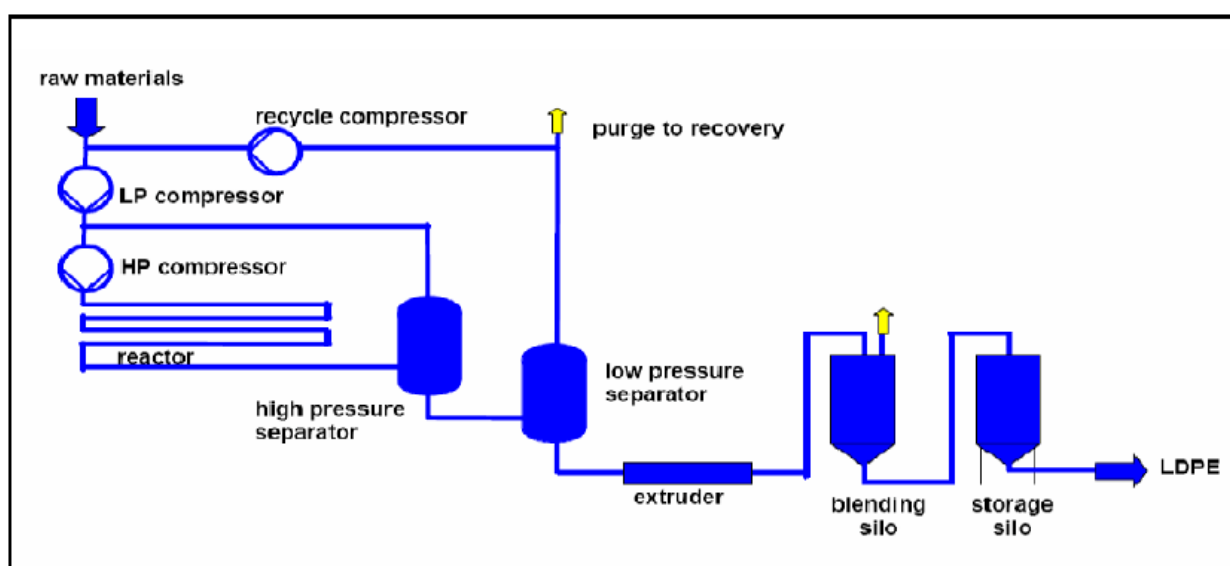 raw materials
recycle compressor
purge to recovery
LP compressor
HP compressor
reactor
low pressure
separator
high pressure
separator
extruder
blending
silo
storage
silo
LDPE